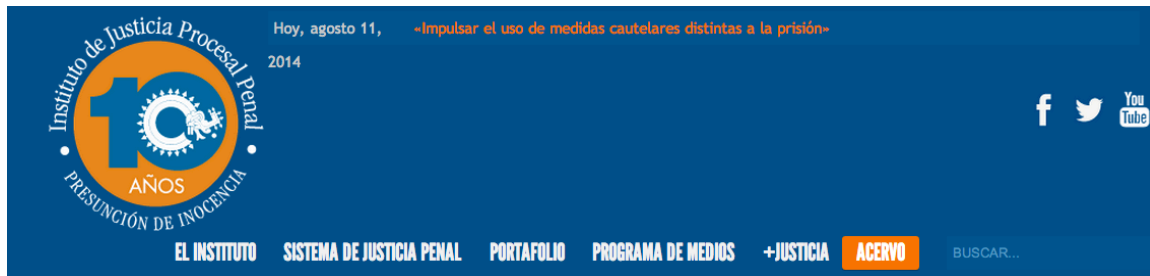 Instituto de Justicia Procesal Penal
10
AÑOS
PRESUNCIÓN DE INOCENCIA
Hoy, agosto 11, «Impulsar el uso de medidas cautelares distintas a la prisión»
2014
f You Tube
EL INSTITUTO SISTEMA DE JUSTICIA PENAL PORTAFOLIO PROGRAMA DE MEDIOS +JUSTICIA ACERVO BUSCAR...